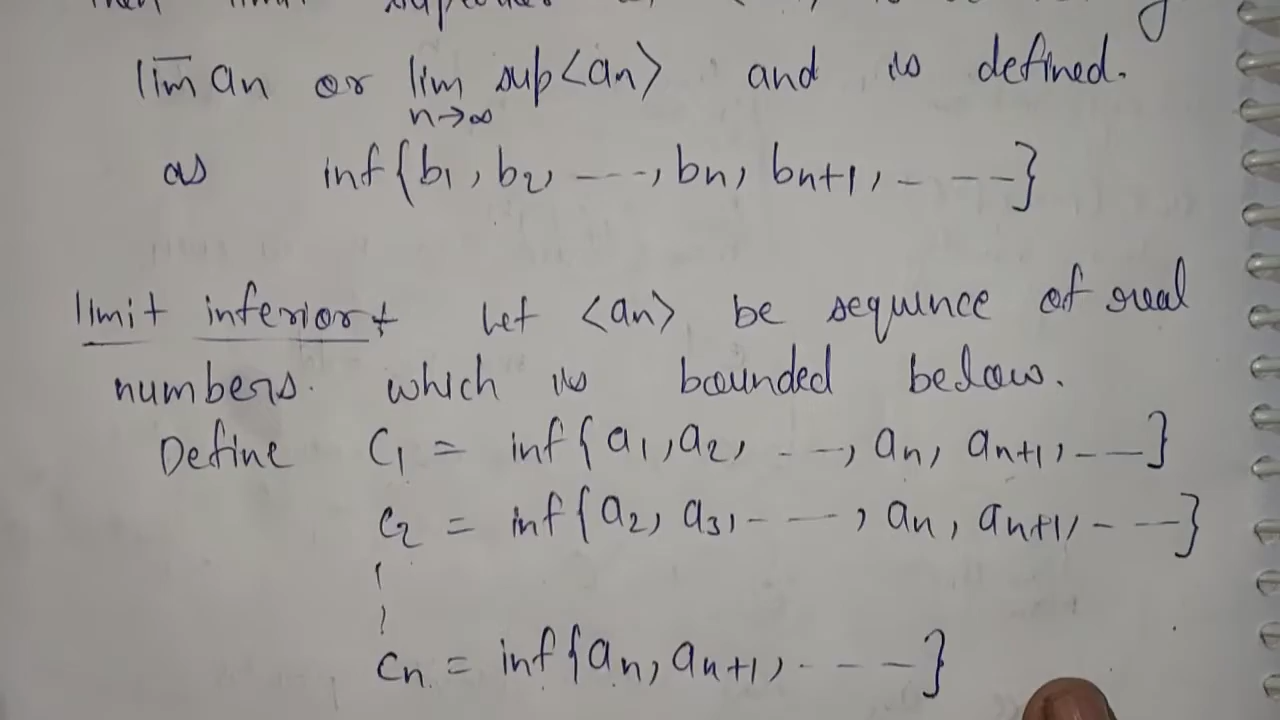 lim̅ an or lim sup<an> and is defined.
n→∞
as inf{b1, b2, ---, bn, bn+1, - ---}
limit inferior Let <an> be sequnce of real
numbers. which is bounded below.
Define C1 = inf{a1, a2, - --, an, an+1, - --}
C2 = inf{a2, a3, - ---, an, an+1, - --}
Cn = inf{an, an+1, - - - -}